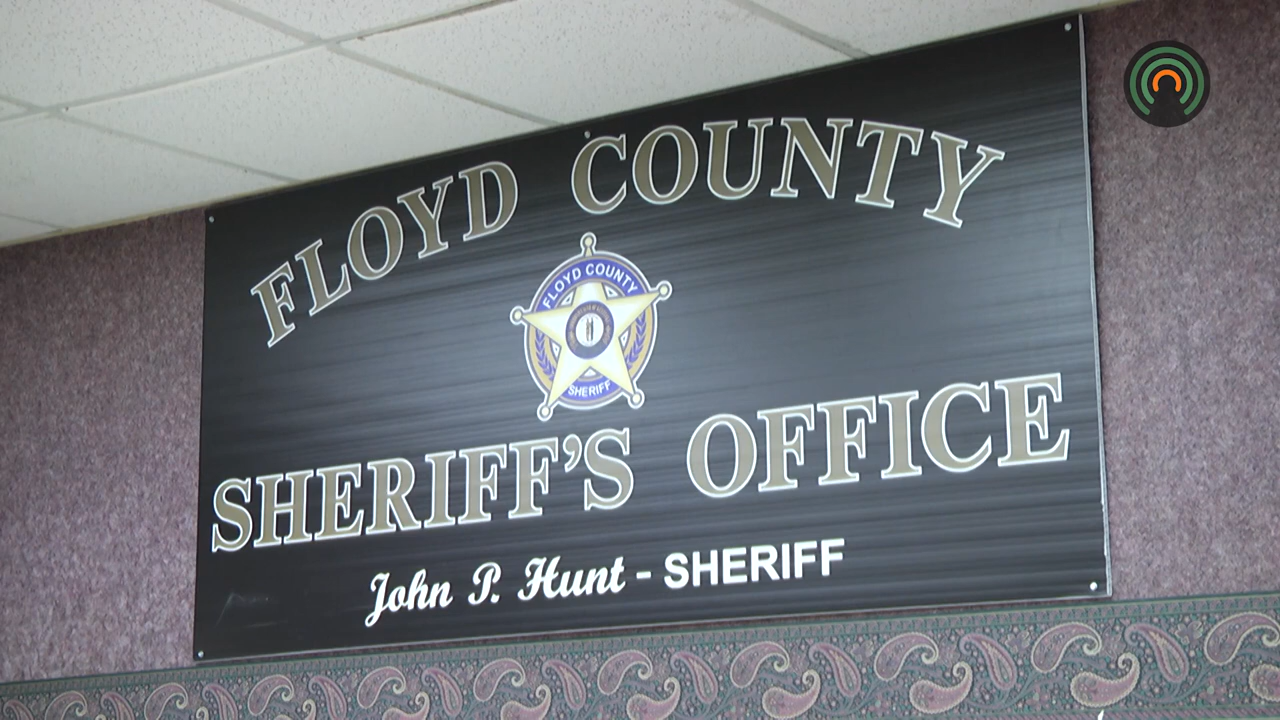 FLOYD COUNTY
FLOYD COUNTY
SHERIFF
SHERIFF'S OFFICE
John P. Hunt - SHERIFF